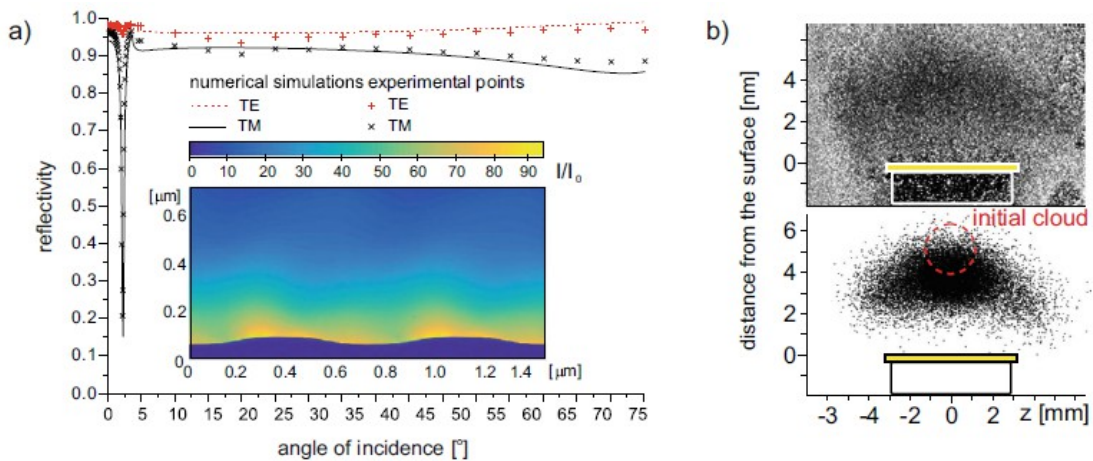 a)
reflectivity
1.0
0.9
0.8
0.7
0.6
0.5
0.4
0.3
0.2
0.1
0.0
0 5 10 15 20 25 30 35 40 45 50 55 60 65 70 75
angle of incidence [°]
numerical simulations experimental points
TE TE
TM TM
0 10 20 30 40 50 60 70 80 90 I/I₀
[μm]
0.6
0.4
0.2
0
0 0.2 0.4 0.6 0.8 1.0 1.2 1.4 [μm]
b)
distance from the surface [nm]
4
2
0
initial cloud
6
4
2
0
-3 -4 -2 0 2 z [mm]